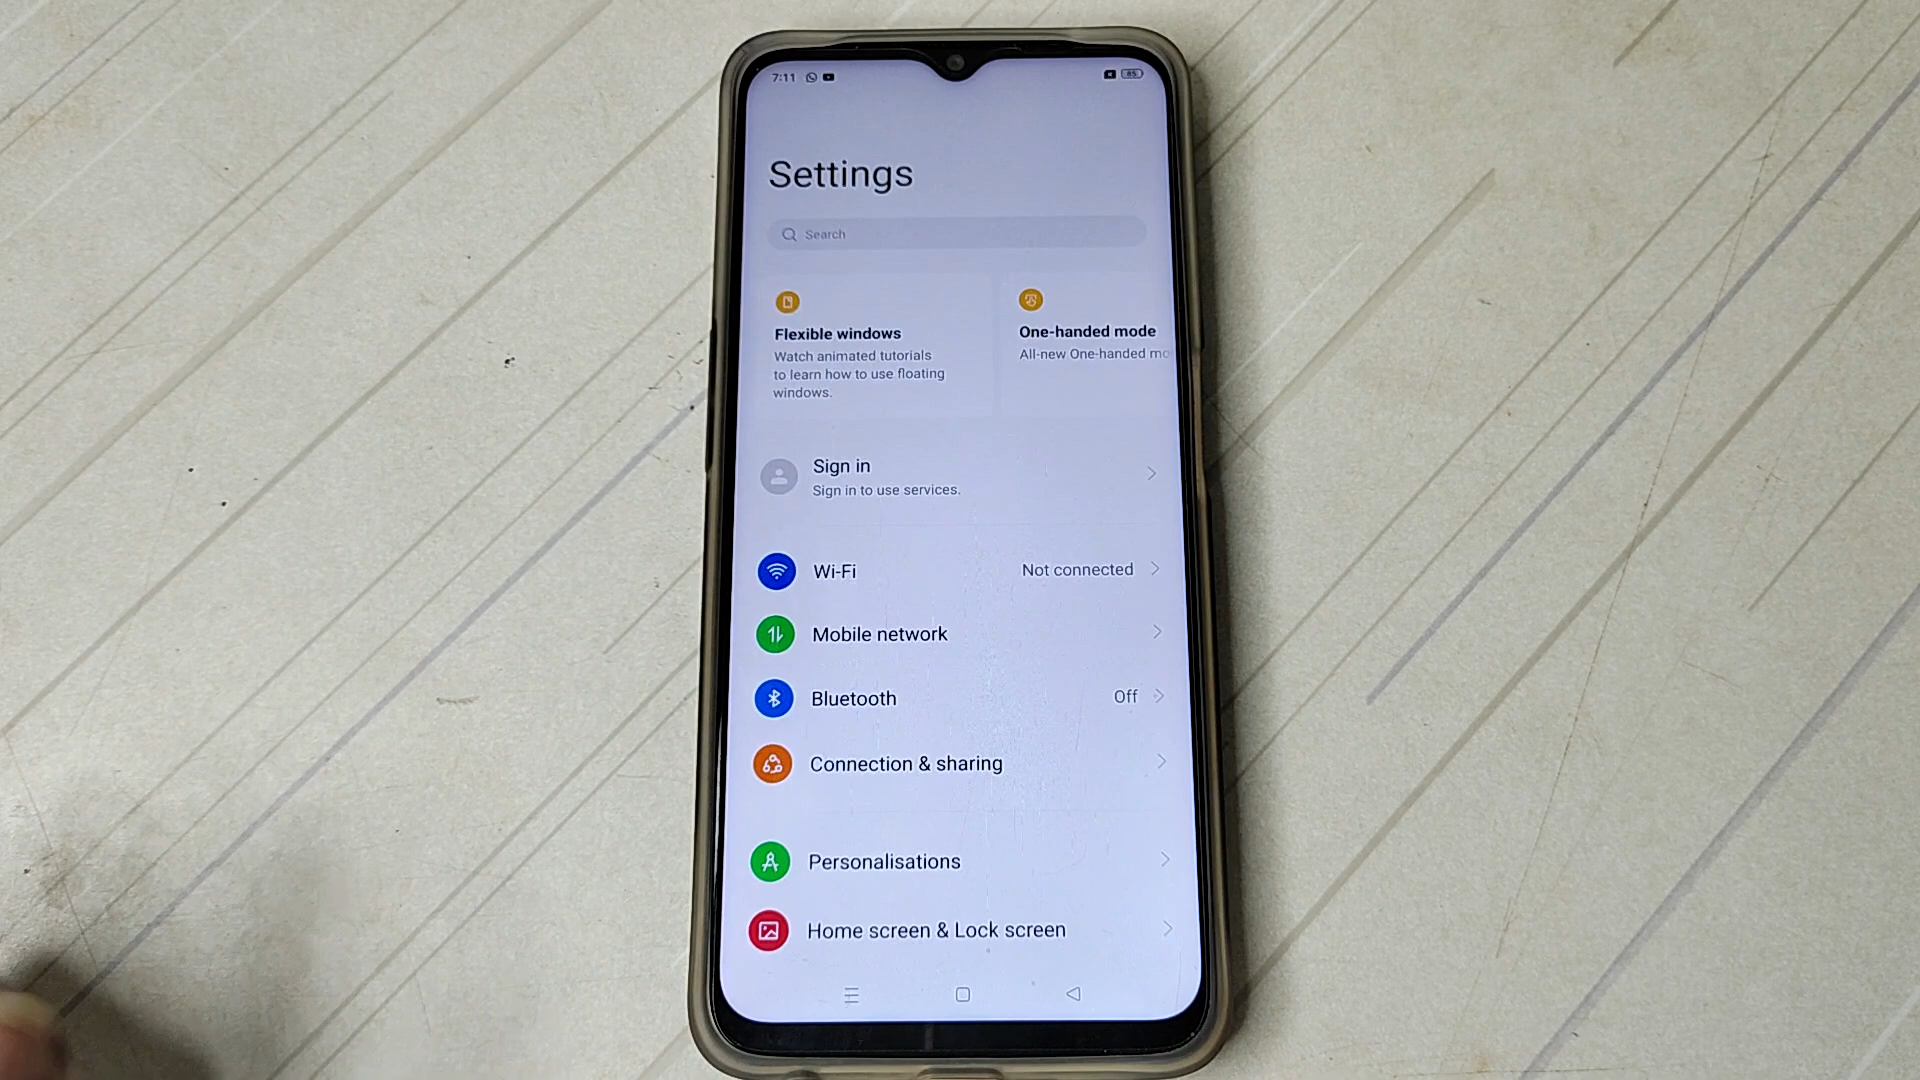 7:11
85
Settings
Search
Flexible windows
Watch animated tutorials
to learn how to use floating
windows.
One-handed mode
All-new One-handed mo
Sign in
Sign in to use services.
Wi-Fi
Not connected
Mobile network
Bluetooth
Off
Connection & sharing
Personalisations
Home screen & Lock screen